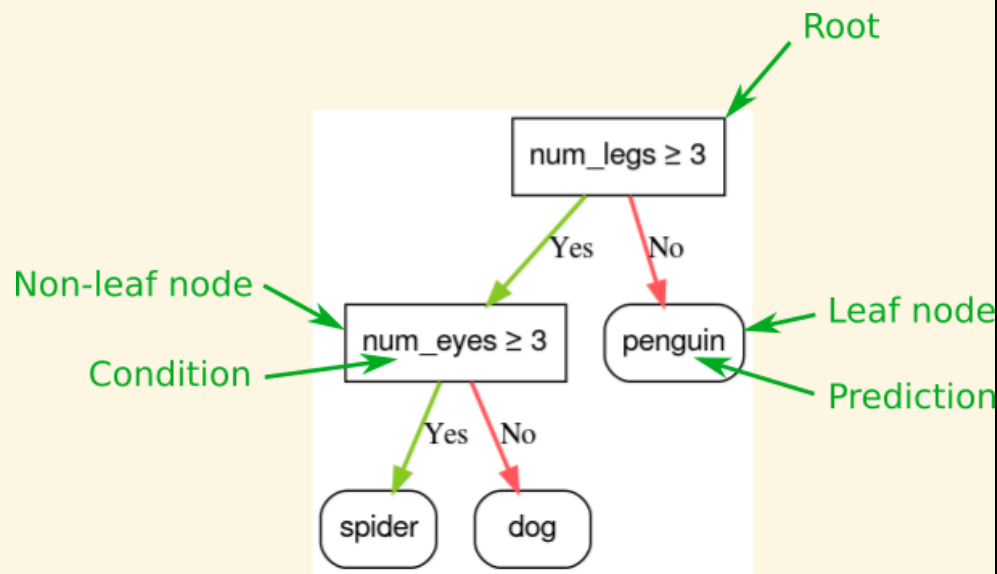 Root
num_legs ≥ 3
Yes
No
Non-leaf node
num_eyes ≥ 3
penguin
Leaf node
Condition
Prediction
Yes
No
spider
dog